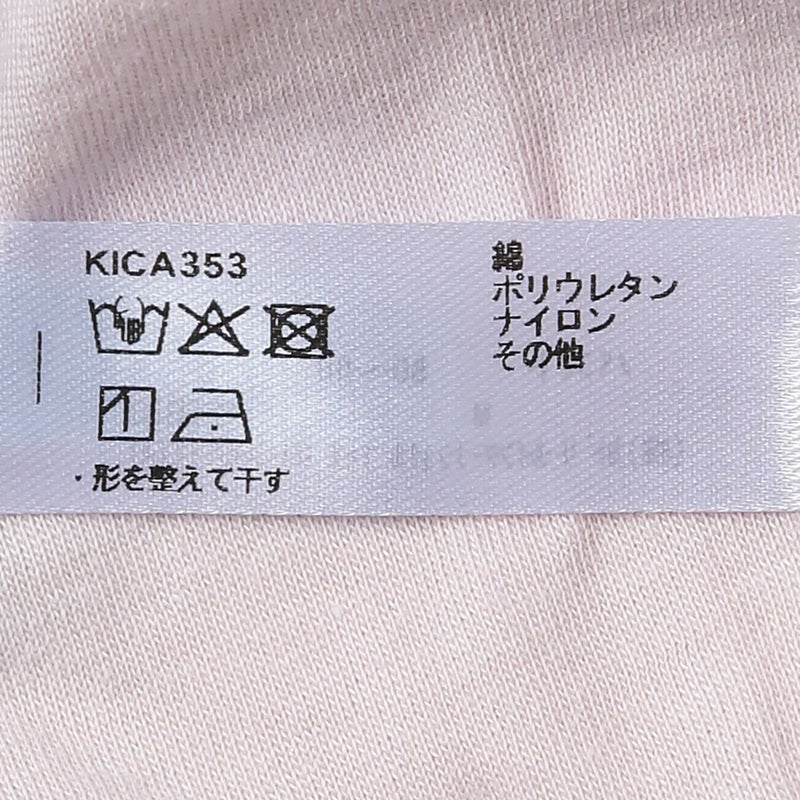 KICA353
・形を整えて干す
綿
ポリウレタン
ナイロン
その他